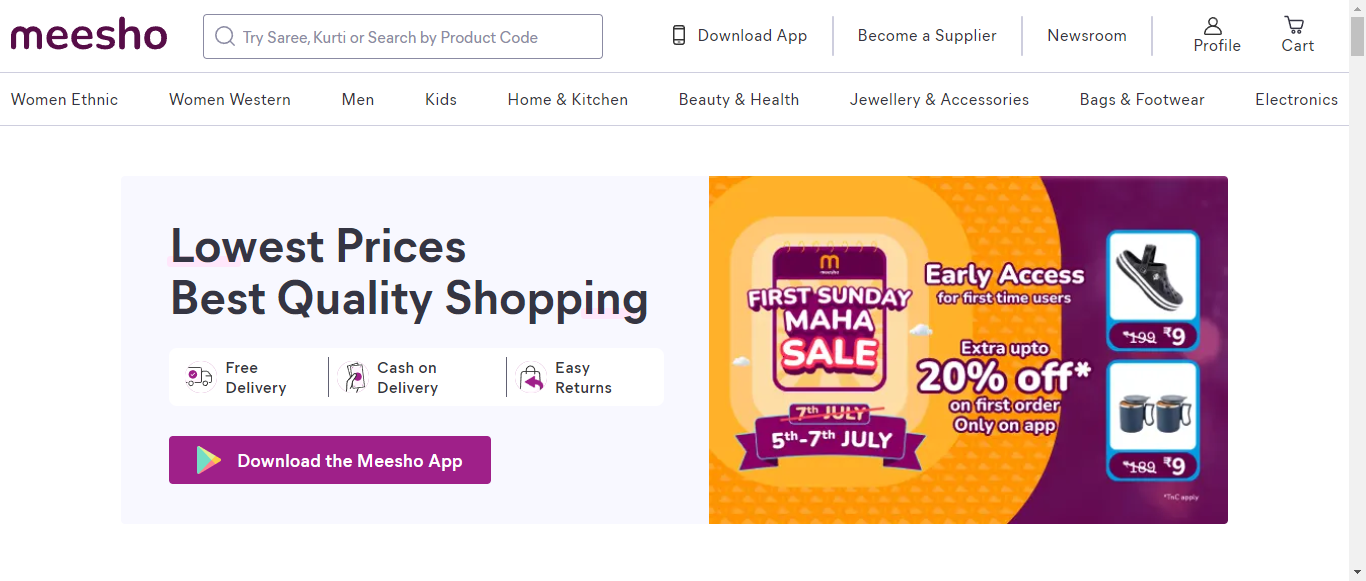 meesho
Try Saree, Kurti or Search by Product Code
Download App
Become a Supplier
Newsroom
Profile
Cart
Women Ethnic
Women Western
Men
Kids
Home & Kitchen
Beauty & Health
Jewellery & Accessories
Bags & Footwear
Electronics
Lowest Prices
Best Quality Shopping
Free
Delivery
Cash on
Delivery
Easy
Returns
Download the Meesho App
meesho
FIRST SUNDAY
MAHA
SALE
7th JULY
5th-7th JULY
Early Access
for first time users
Extra upto
20% off*
on first order
Only on app
₹199 ₹9
₹189 ₹9
*TnC apply